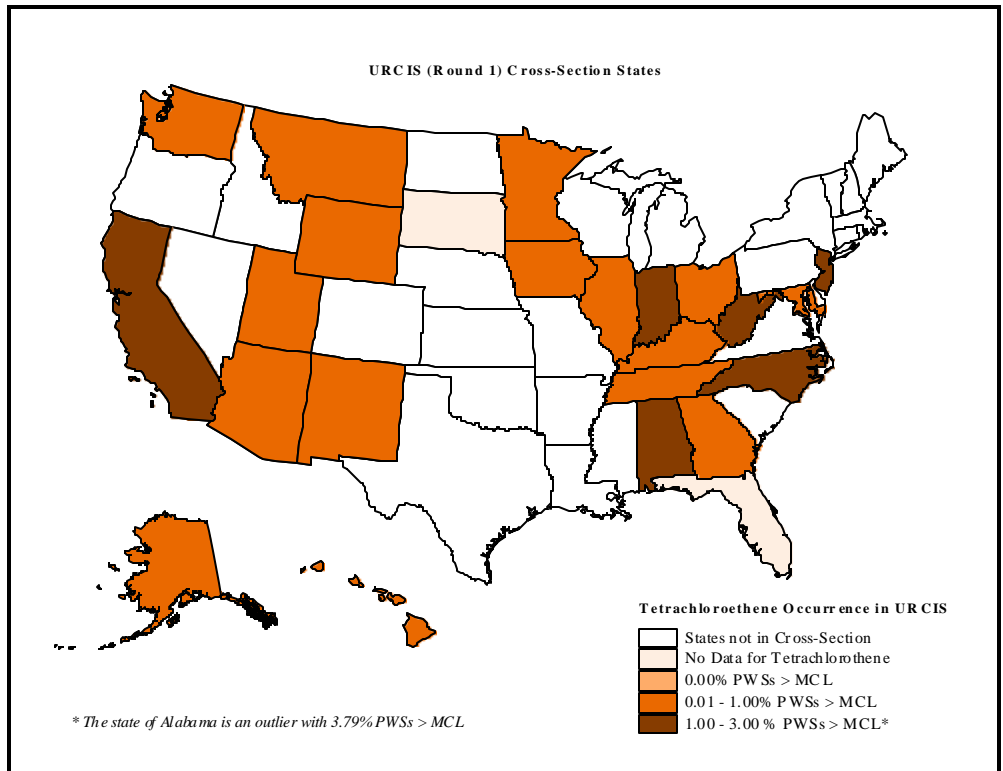 URCIS (Round 1) Cross-Section States
Tetrachloroethene Occurrence in URCIS
States not in Cross-Section
No Data for Tetrachlorothene
0.00% PWSs > MCL
0.01 - 1.00% PWSs > MCL
1.00 - 3.00 % PWSs > MCL*
* The state of Alabama is an outlier with 3.79% PWSs > MCL